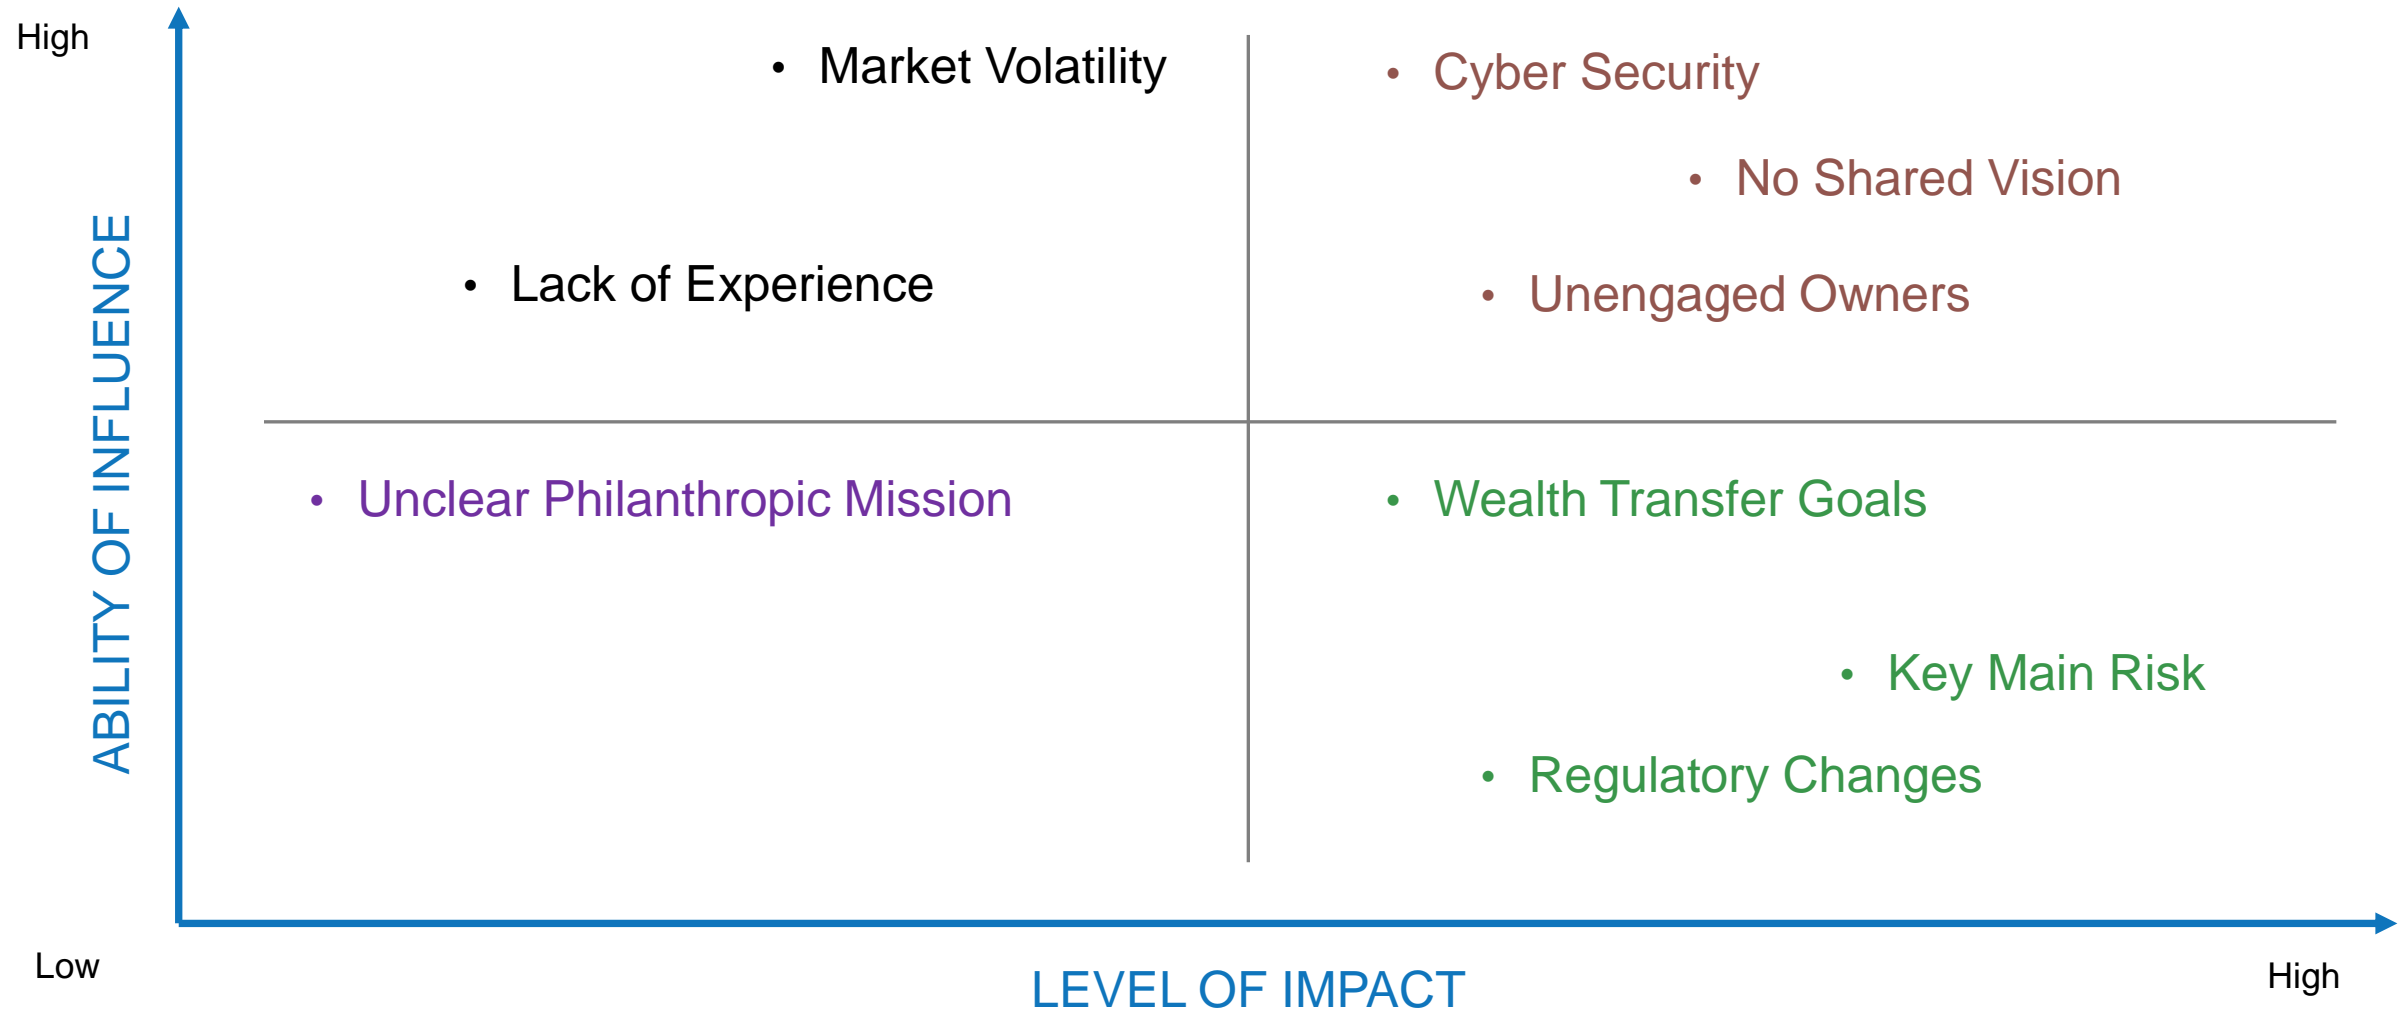 High
• Market Volatility
• Cyber Security
• No Shared Vision
• Lack of Experience
• Unengaged Owners
ABILITY OF INFLUENCE
• Unclear Philanthropic Mission
• Wealth Transfer Goals
• Key Main Risk
• Regulatory Changes
Low
LEVEL OF IMPACT
High